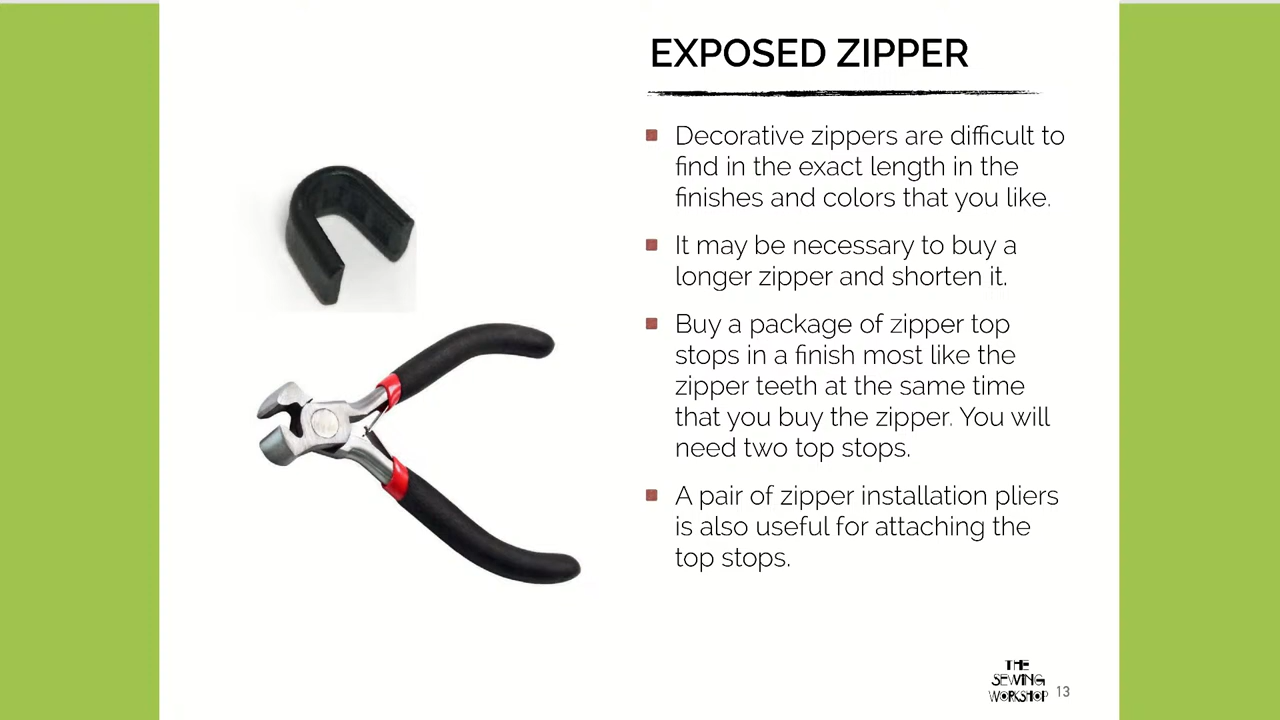 EXPOSED ZIPPER
Decorative zippers are difficult to
find in the exact length in the
finishes and colors that you like.
It may be necessary to buy a
longer zipper and shorten it.
Buy a package of zipper top
stops in a finish most like the
zipper teeth at the same time
that you buy the zipper. You will
need two top stops.
A pair of zipper installation pliers
is also useful for attaching the
top stops.
THE
SEWING
WORKSHOP
13